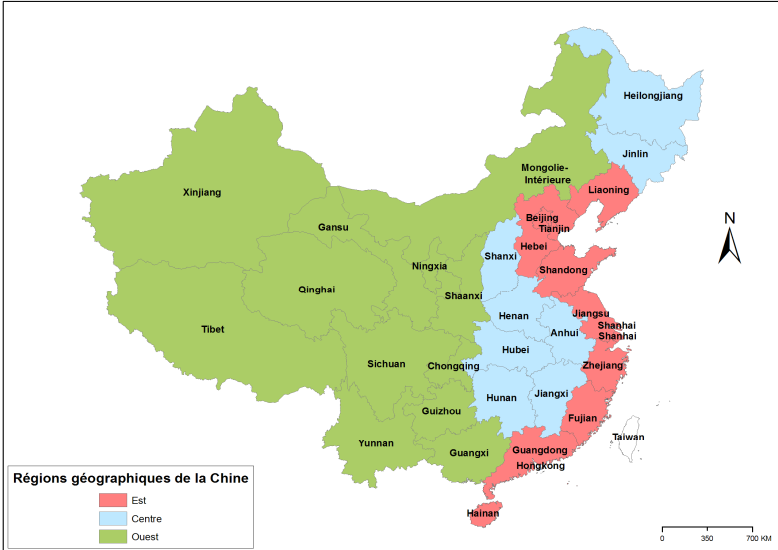 Heilongjiang
Jinlin
Mongolie-
Intérieure
Liaoning
Xinjiang
Beijing
Tianjin
Gansu
Hebei
Shanxi
Ningxia
Shandong
Qinghai
Shaanxi
Henan
Jiangsu
Shanhai
Shanhai
Anhui
Tibet
Hubei
Sichuan
Chongqing
Zhejiang
Hunan
Jiangxi
Guizhou
Fujian
Taiwan
Yunnan
Guangxi
Guangdong
Hongkong
Hainan
N
Régions géographiques de la Chine
Est
Centre
Ouest
0 350 700 KM